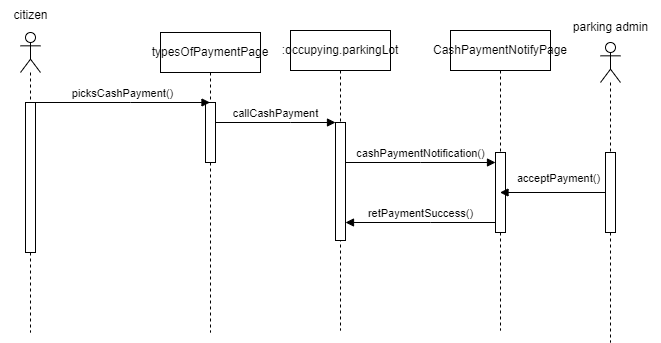 citizen
parking admin
typesOfPaymentPage
:occupying.parkingLot
CashPaymentNotifyPage
picksCashPayment()
callCashPayment
cashPaymentNotification()
acceptPayment()
retPaymentSuccess()